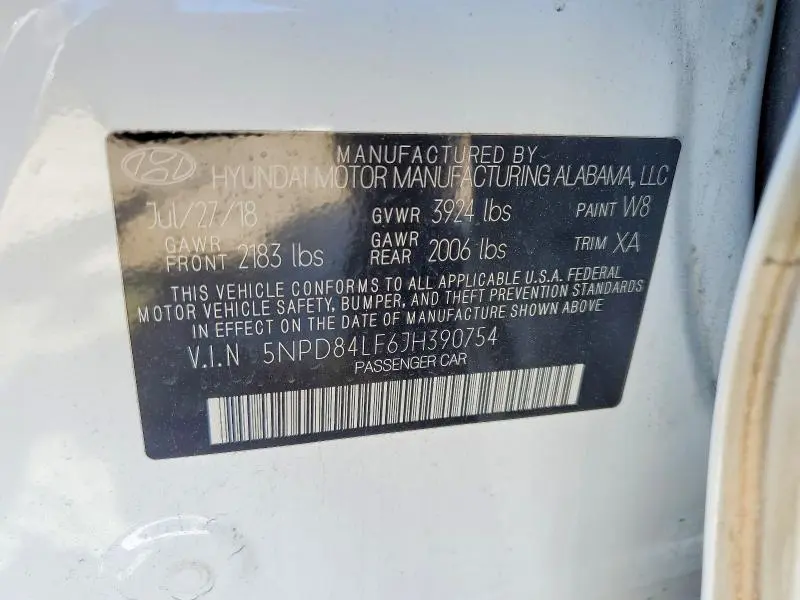 MANUFACTURED BY
HYUNDAI MOTOR MANUFACTURING ALABAMA, LLC
Jul/27/18 GVWR 3924 lbs PAINT W8
GAWR FRONT 2183 lbs GAWR REAR 2006 lbs TRIM XA
THIS VEHICLE CONFORMS TO ALL APPLICABLE U.S.A. FEDERAL
MOTOR VEHICLE SAFETY, BUMPER, AND THEFT PREVENTION STANDARDS
IN EFFECT ON THE DATE OF MANUFACTURE SHOWN ABOVE
V.I.N 5NPD84LF6JH390754
PASSENGER CAR